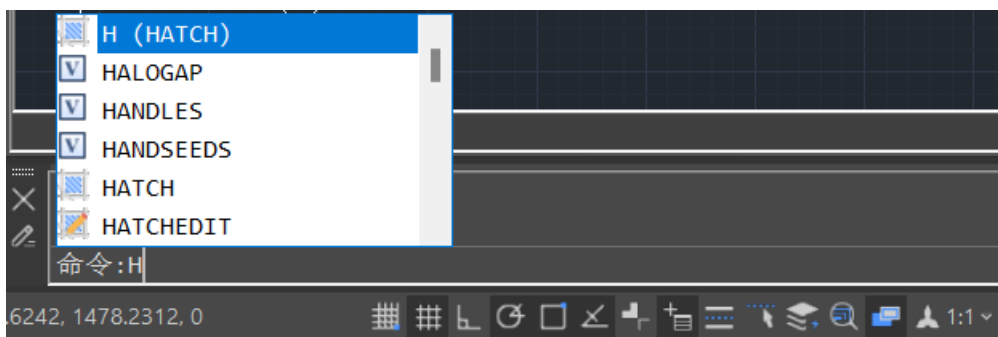 H (HATCH)
HALOGAP
HANDLES
HANDSEEDS
HATCH
HATCHEDIT
命令:H
.6242, 1478.2312, 0
1:1